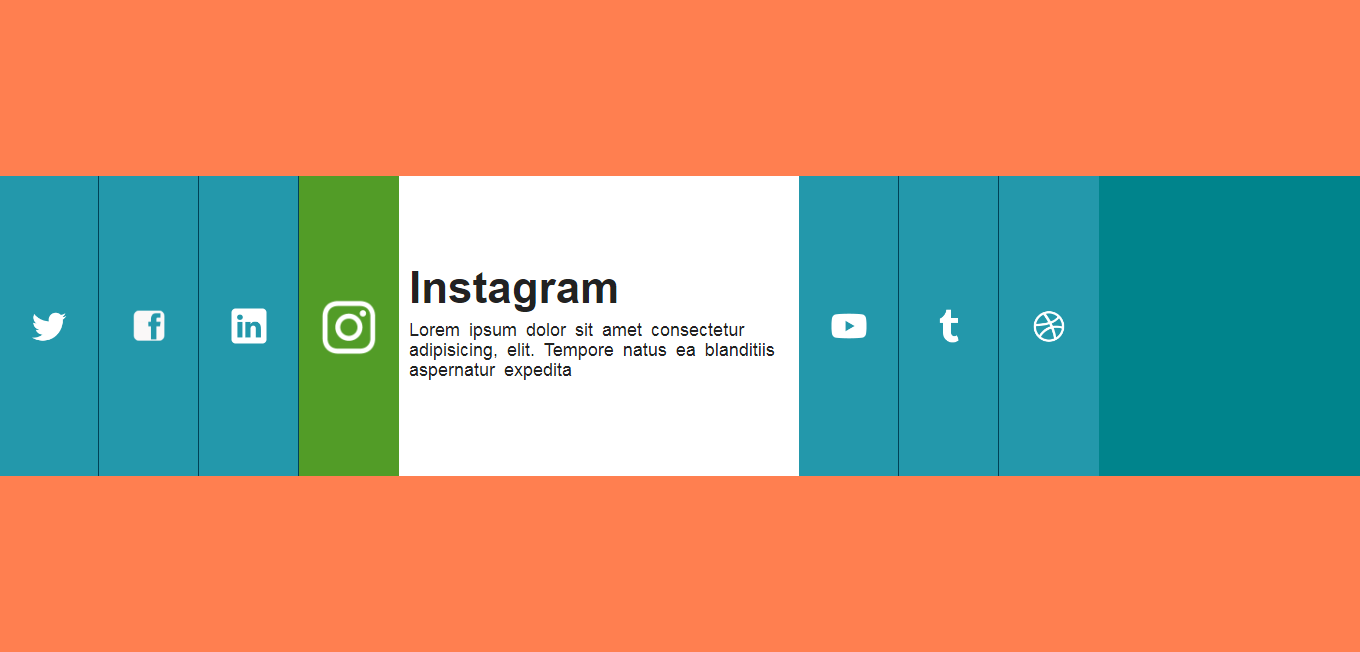 Instagram
Lorem ipsum dolor sit amet consectetur
adipisicing, elit. Tempore natus ea blanditiis
aspernatur expedita